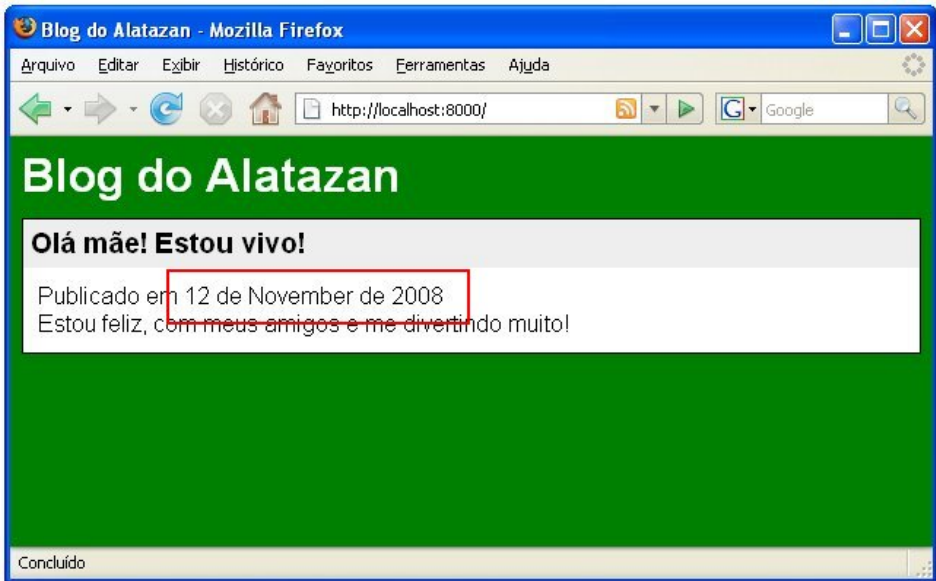 Blog do Alatazan - Mozilla Firefox
Arquivo Editar Exibir Histórico Favoritos Ferramentas Ajuda
http://localhost:8000/ G Google
Blog do Alatazan
Olá mãe! Estou vivo!
Publicado em 12 de November de 2008
Estou feliz, com meus amigos e me divertindo muito!
Concluído